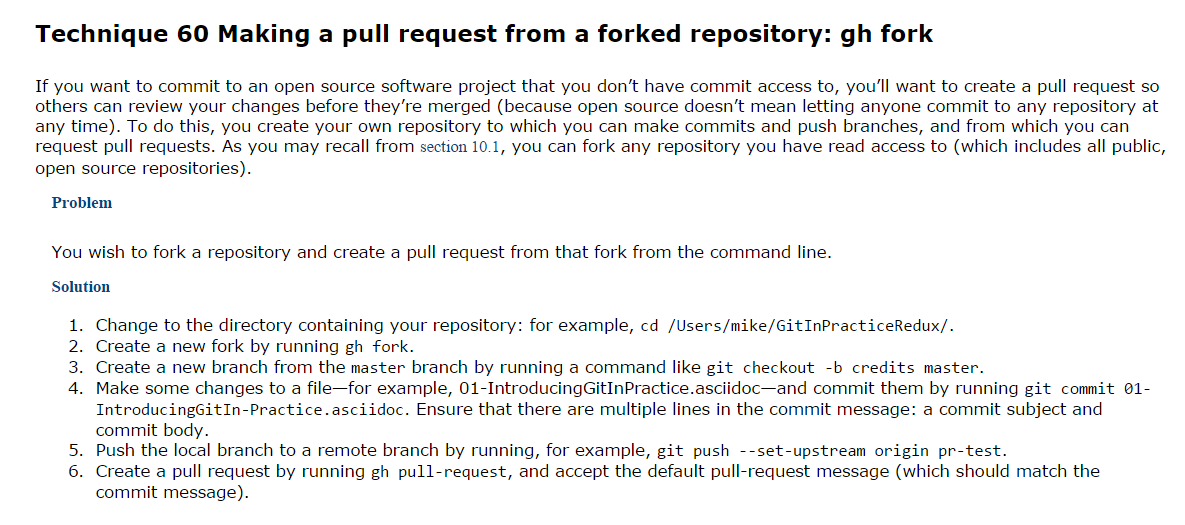 Technique 60 Making a pull request from a forked repository: gh fork
If you want to commit to an open source software project that you don’t have commit access to, you’ll want to create a pull request so
others can review your changes before they’re merged (because open source doesn’t mean letting anyone commit to any repository at
any time). To do this, you create your own repository to which you can make commits and push branches, and from which you can
request pull requests. As you may recall from section 10.1, you can fork any repository you have read access to (which includes all public,
open source repositories).
Problem
You wish to fork a repository and create a pull request from that fork from the command line.
Solution
1. Change to the directory containing your repository: for example, cd /Users/mike/GitInPracticeRedux/.
2. Create a new fork by running gh fork.
3. Create a new branch from the master branch by running a command like git checkout -b credits master.
4. Make some changes to a file—for example, 01-IntroducingGitInPractice.asciidoc—and commit them by running git commit 01-
IntroducingGitIn-Practice.asciidoc. Ensure that there are multiple lines in the commit message: a commit subject and
commit body.
5. Push the local branch to a remote branch by running, for example, git push --set-upstream origin pr-test.
6. Create a pull request by running gh pull-request, and accept the default pull-request message (which should match the
commit message).